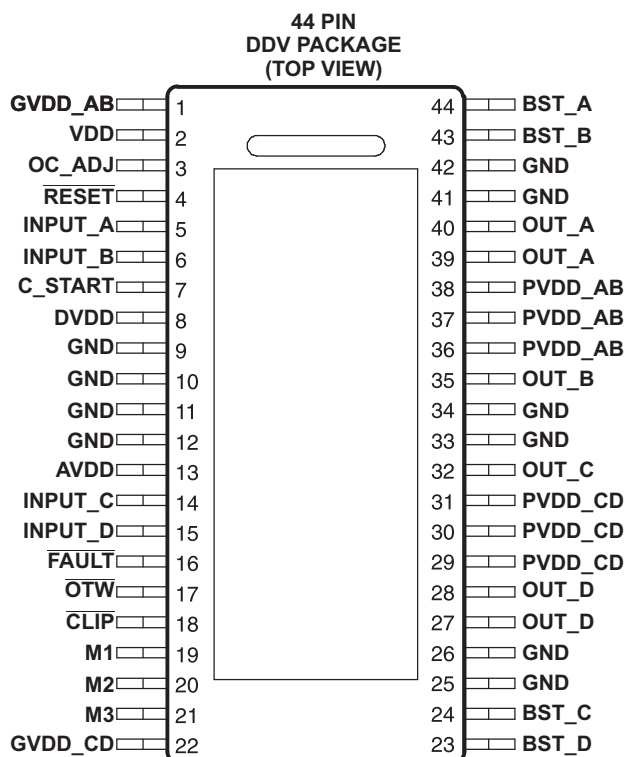 44 PIN
DDV PACKAGE
(TOP VIEW)
GVDD_AB 1 44 BST_A
VDD 2 43 BST_B
OC_ADJ 3 42 GND
RESET 4 41 GND
INPUT_A 5 40 OUT_A
INPUT_B 6 39 OUT_A
C_START 7 38 PVDD_AB
DVDD 8 37 PVDD_AB
GND 9 36 PVDD_AB
GND 10 35 OUT_B
GND 11 34 GND
GND 12 33 GND
AVDD 13 32 OUT_C
INPUT_C 14 31 PVDD_CD
INPUT_D 15 30 PVDD_CD
FAULT 16 29 PVDD_CD
OTW 17 28 OUT_D
CLIP 18 27 OUT_D
M1 19 26 GND
M2 20 25 GND
M3 21 24 BST_C
GVDD_CD 22 23 BST_D